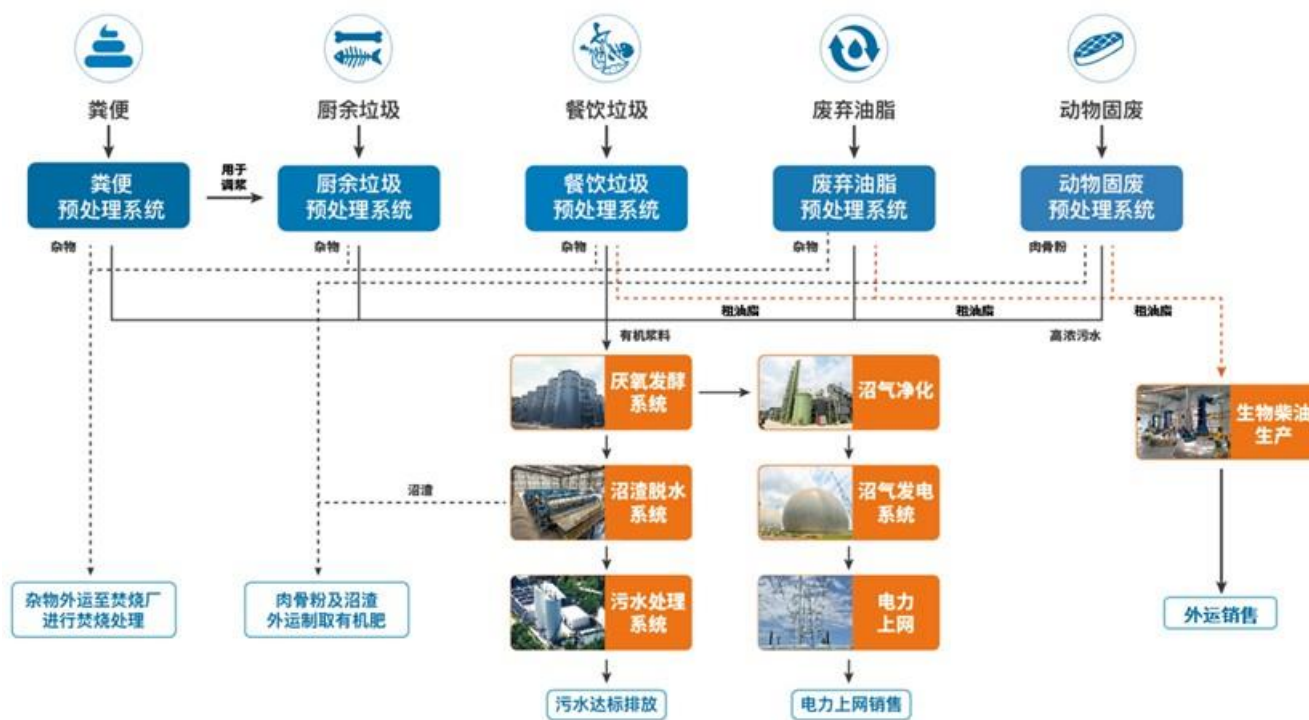 粪便
厨余垃圾
餐饮垃圾
废弃油脂
动物固废
粪便
预处理系统
用于
调浆
厨余垃圾
预处理系统
餐饮垃圾
预处理系统
废弃油脂
预处理系统
动物固废
预处理系统
杂物
杂物
杂物
杂物
肉骨粉
粗油脂
粗油脂
粗油脂
有机浆料
高浓污水
厌氧发酵
系统
沼气净化
生物柴油
生产
沼渣
沼渣脱水
系统
沼气发电
系统
杂物外运至焚烧厂
进行焚烧处理
肉骨粉及沼渣
外运制取有机肥
污水处理
系统
电力
上网
外运销售
污水达标排放
电力上网销售